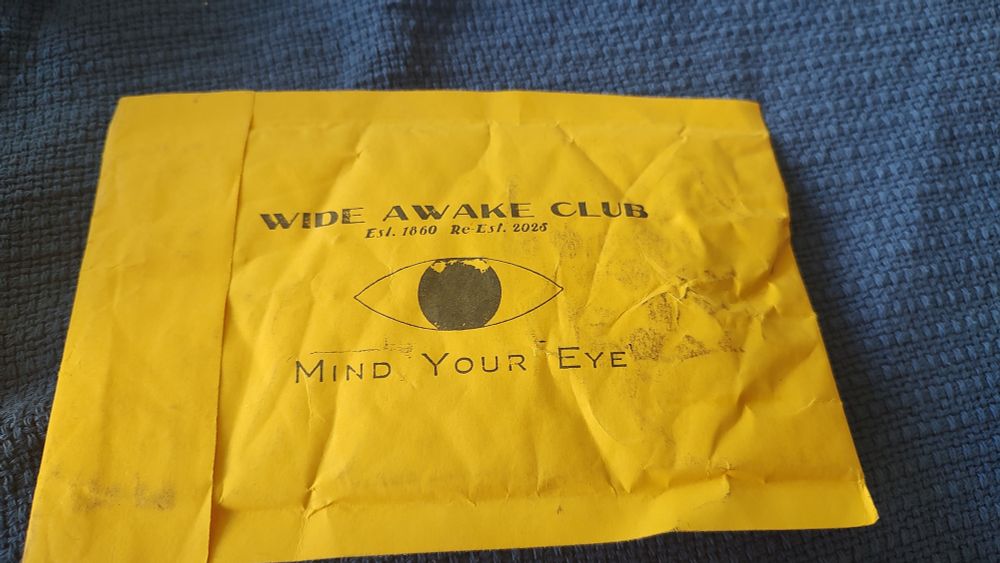 WIDE AWAKE CLUB
Est. 1860 Re-Est. 2025
MIND YOUR EYE